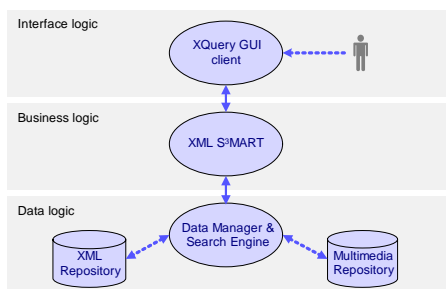 Interface logic
XQuery GUI
client
Business logic
XML S³MART
Data logic
Data Manager &
Search Engine
XML
Repository
Multimedia
Repository